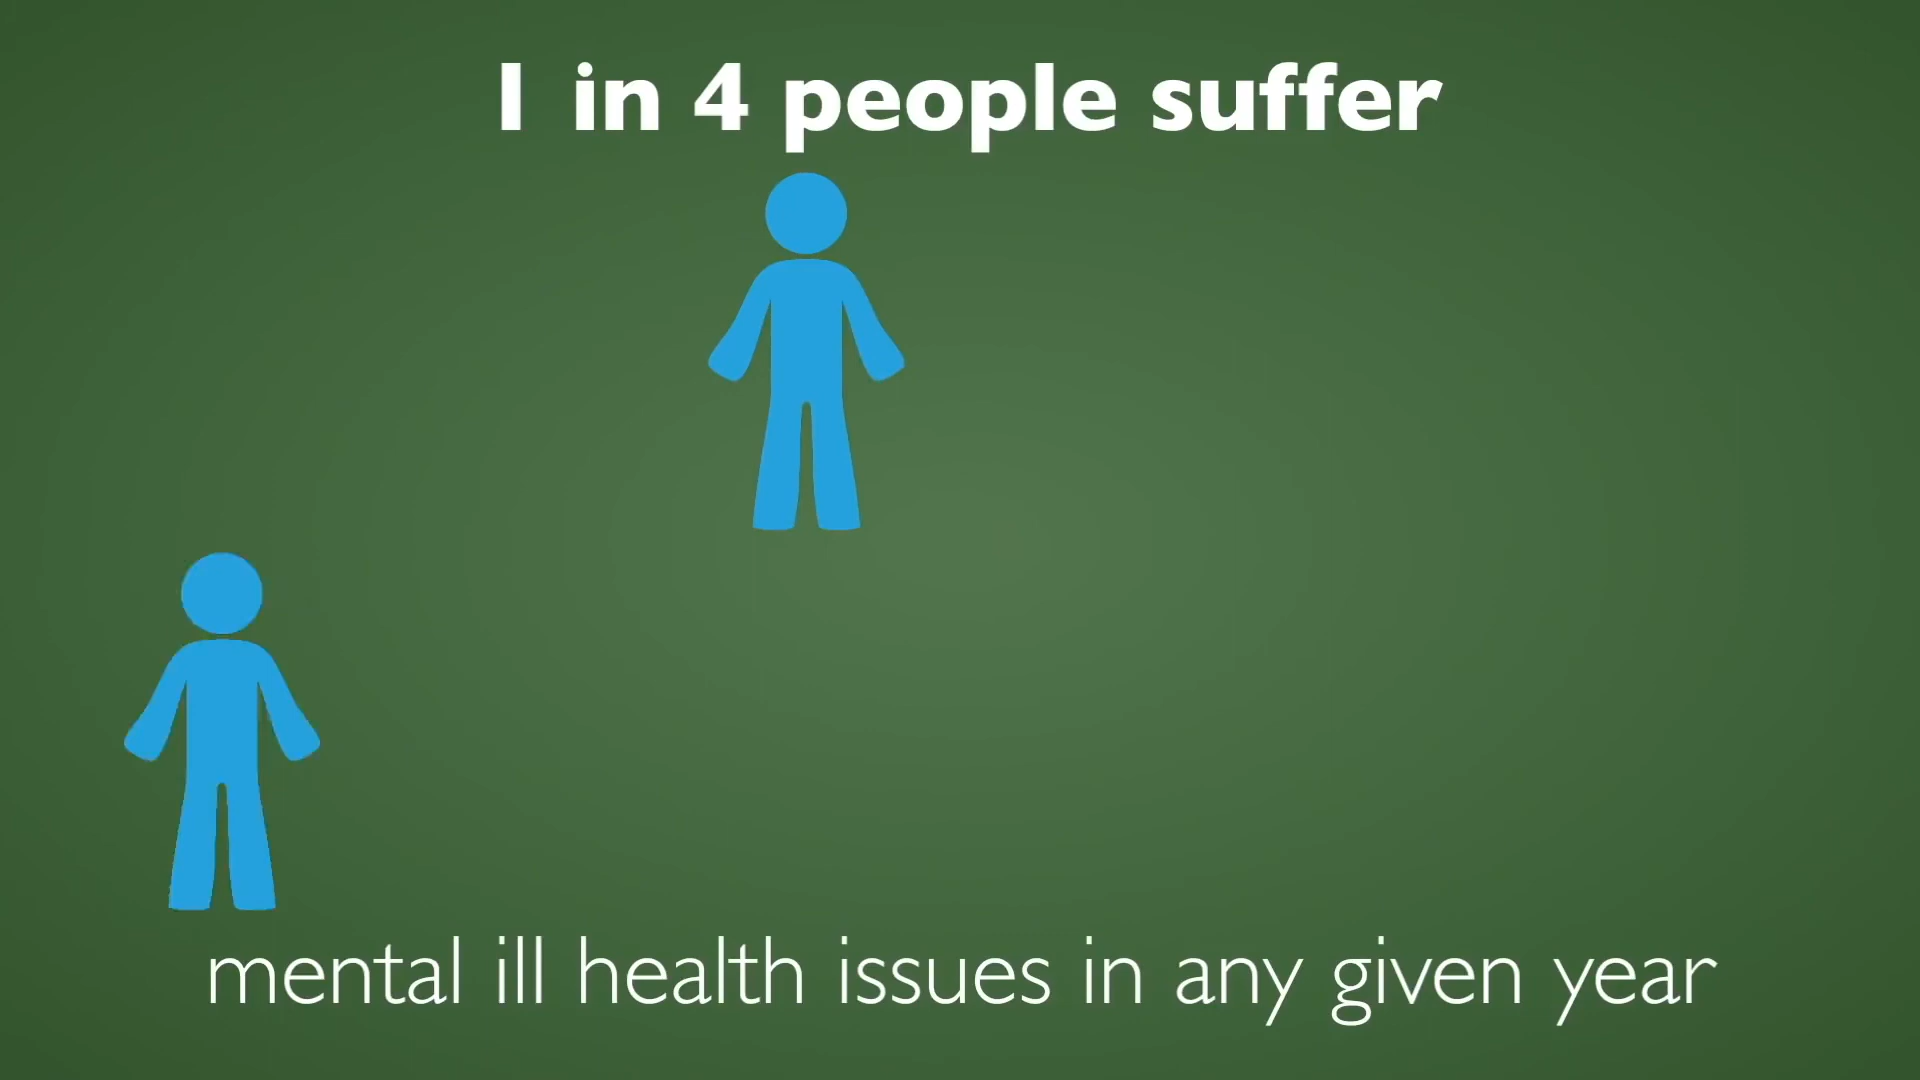 1 in 4 people suffer
mental ill health issues in any given year